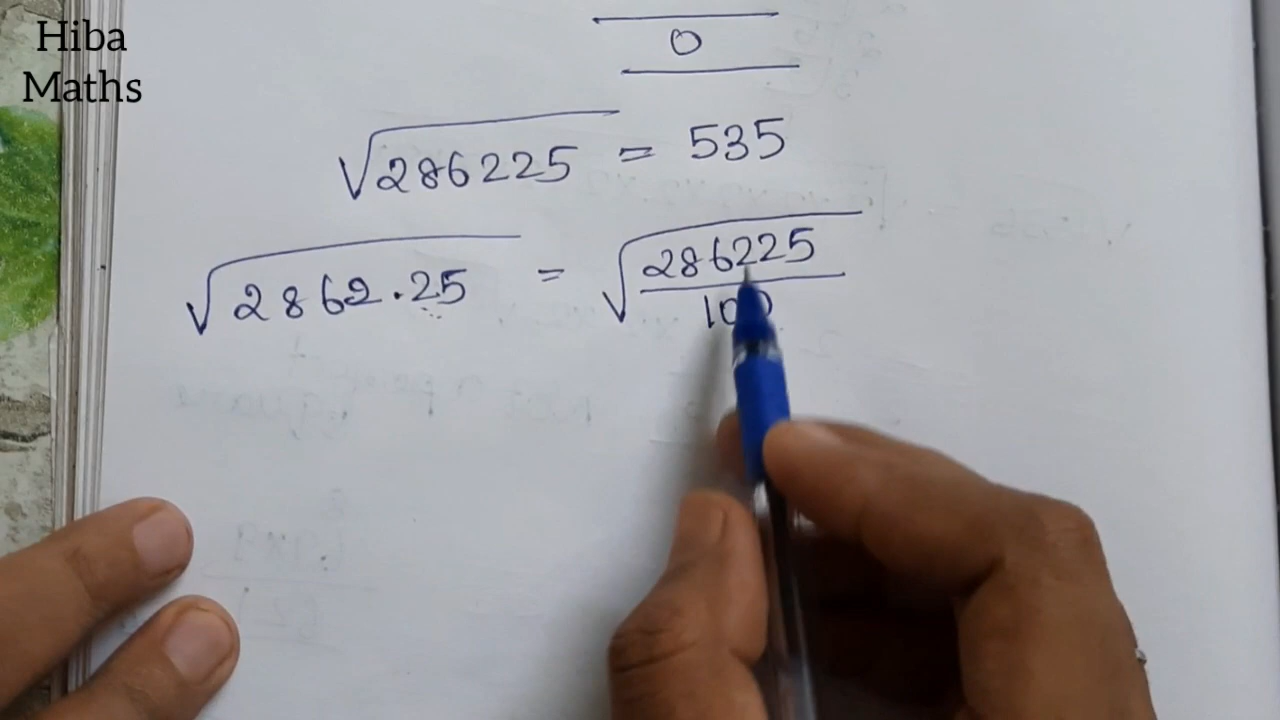 Hiba
Maths
0
√286225 = 535
√2862.25 = √286225/100